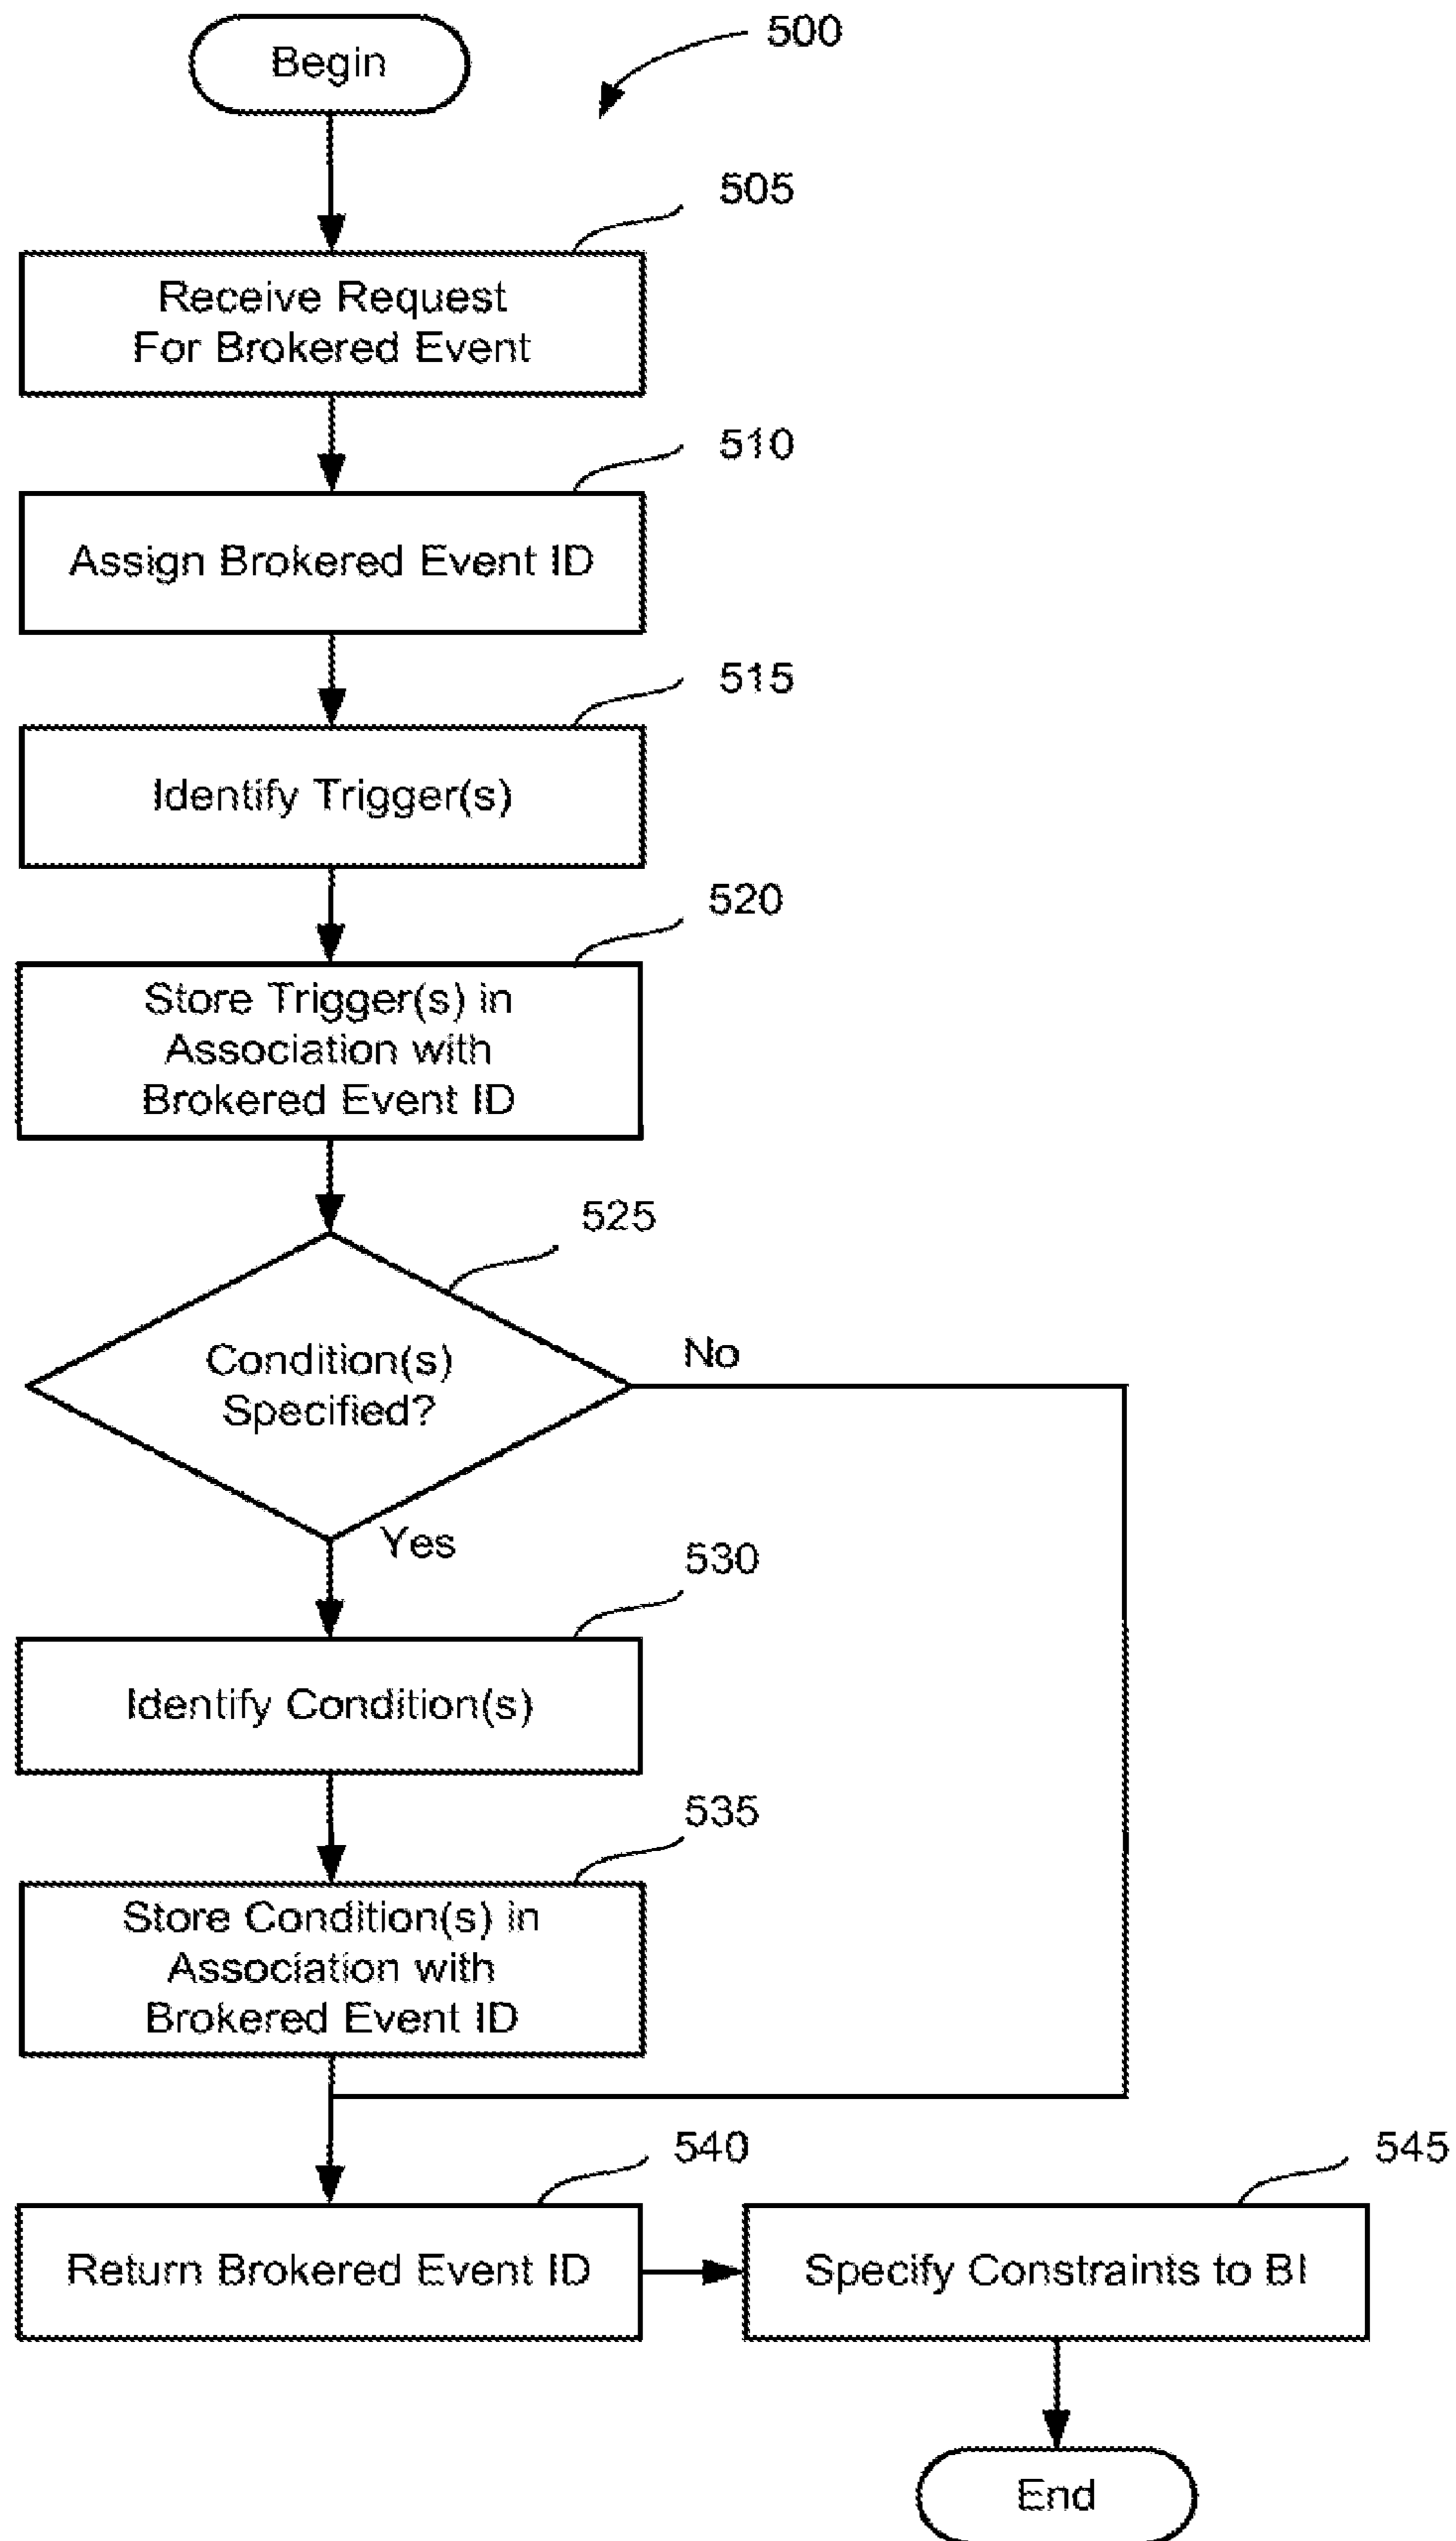 Begin
500
505
Receive Request
For Brokered Event
510
Assign Brokered Event ID
515
Identify Trigger(s)
520
Store Trigger(s) in
Association with
Brokered Event ID
525
Condition(s)
Specified?
No
Yes
530
Identify Condition(s)
535
Store Condition(s) in
Association with
Brokered Event ID
540
Return Brokered Event ID
545
Specify Constraints to BI
End